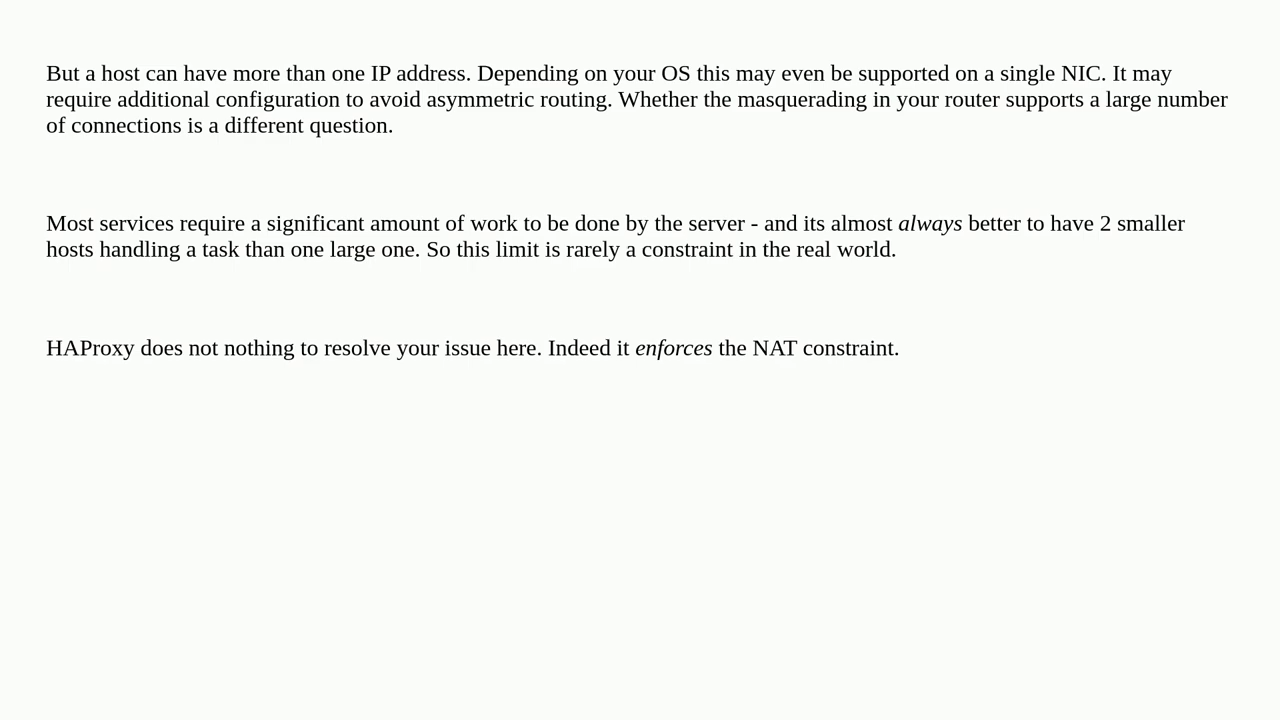 But a host can have more than one IP address. Depending on your OS this may even be supported on a single NIC. It may
require additional configuration to avoid asymmetric routing. Whether the masquerading in your router supports a large number
of connections is a different question.
Most services require a significant amount of work to be done by the server - and its almost always better to have 2 smaller
hosts handling a task than one large one. So this limit is rarely a constraint in the real world.
HAProxy does not nothing to resolve your issue here. Indeed it enforces the NAT constraint.